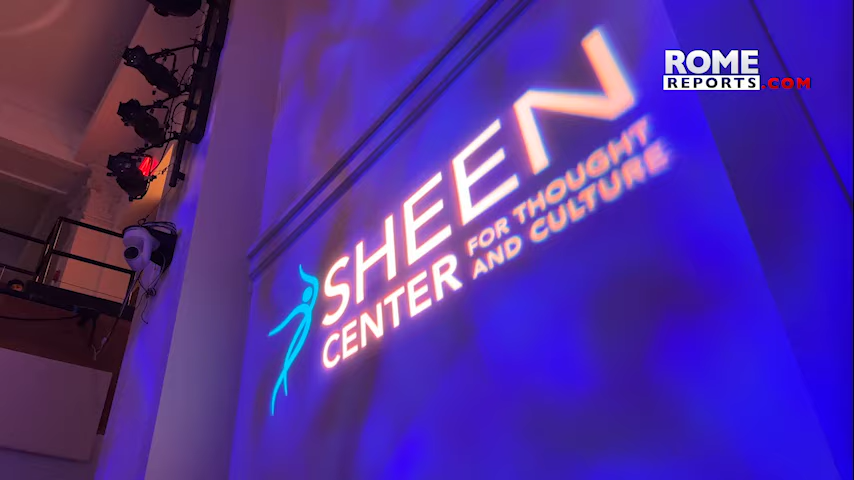 ROME
REPORTS.COM
SHEEN
CENTER
FOR THOUGHT
AND CULTURE